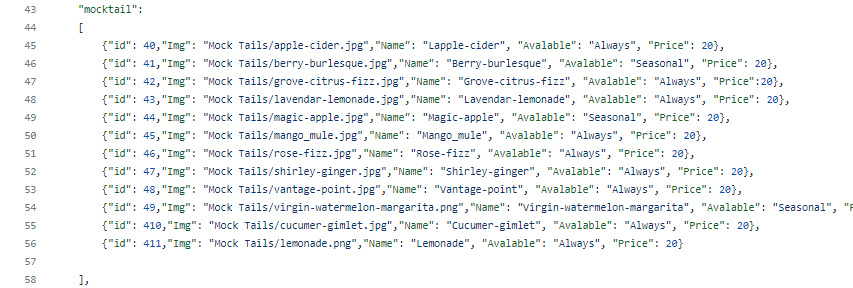 43 "mocktail":
44 [
45 {"id": 40,"Img": "Mock Tails/apple-cider.jpg","Name": "Lapple-cider", "Avalable": "Always", "Price": 20},
46 {"id": 41,"Img": "Mock Tails/berry-burlesque.jpg","Name": "Berry-burlesque", "Avalable": "Seasonal", "Price": 20},
47 {"id": 42,"Img": "Mock Tails/grove-citrus-fizz.jpg","Name": "Grove-citrus-fizz", "Avalable": "Always", "Price":20},
48 {"id": 43,"Img": "Mock Tails/lavendar-lemonade.jpg","Name": "Lavendar-lemonade", "Avalable": "Always", "Price": 20},
49 {"id": 44,"Img": "Mock Tails/magic-apple.jpg","Name": "Magic-apple", "Avalable": "Seasonal", "Price": 20},
50 {"id": 45,"Img": "Mock Tails/mango_mule.jpg","Name": "Mango_mule", "Avalable": "Always", "Price": 20},
51 {"id": 46,"Img": "Mock Tails/rose-fizz.jpg","Name": "Rose-fizz", "Avalable": "Always", "Price": 20},
52 {"id": 47,"Img": "Mock Tails/shirley-ginger.jpg","Name": "Shirley-ginger", "Avalable": "Always", "Price": 20},
53 {"id": 48,"Img": "Mock Tails/vantage-point.jpg","Name": "Vantage-point", "Avalable": "Always", "Price": 20},
54 {"id": 49,"Img": "Mock Tails/virgin-watermelon-margarita.png","Name": "Virgin-watermelon-margarita", "Avalable": "Seasonal",
55 {"id": 410,"Img": "Mock Tails/cucumer-gimlet.jpg","Name": "Cucumer-gimlet", "Avalable": "Always", "Price": 20},
56 {"id": 411,"Img": "Mock Tails/lemonade.png","Name": "Lemonade", "Avalable": "Always", "Price": 20}
57
58 ],